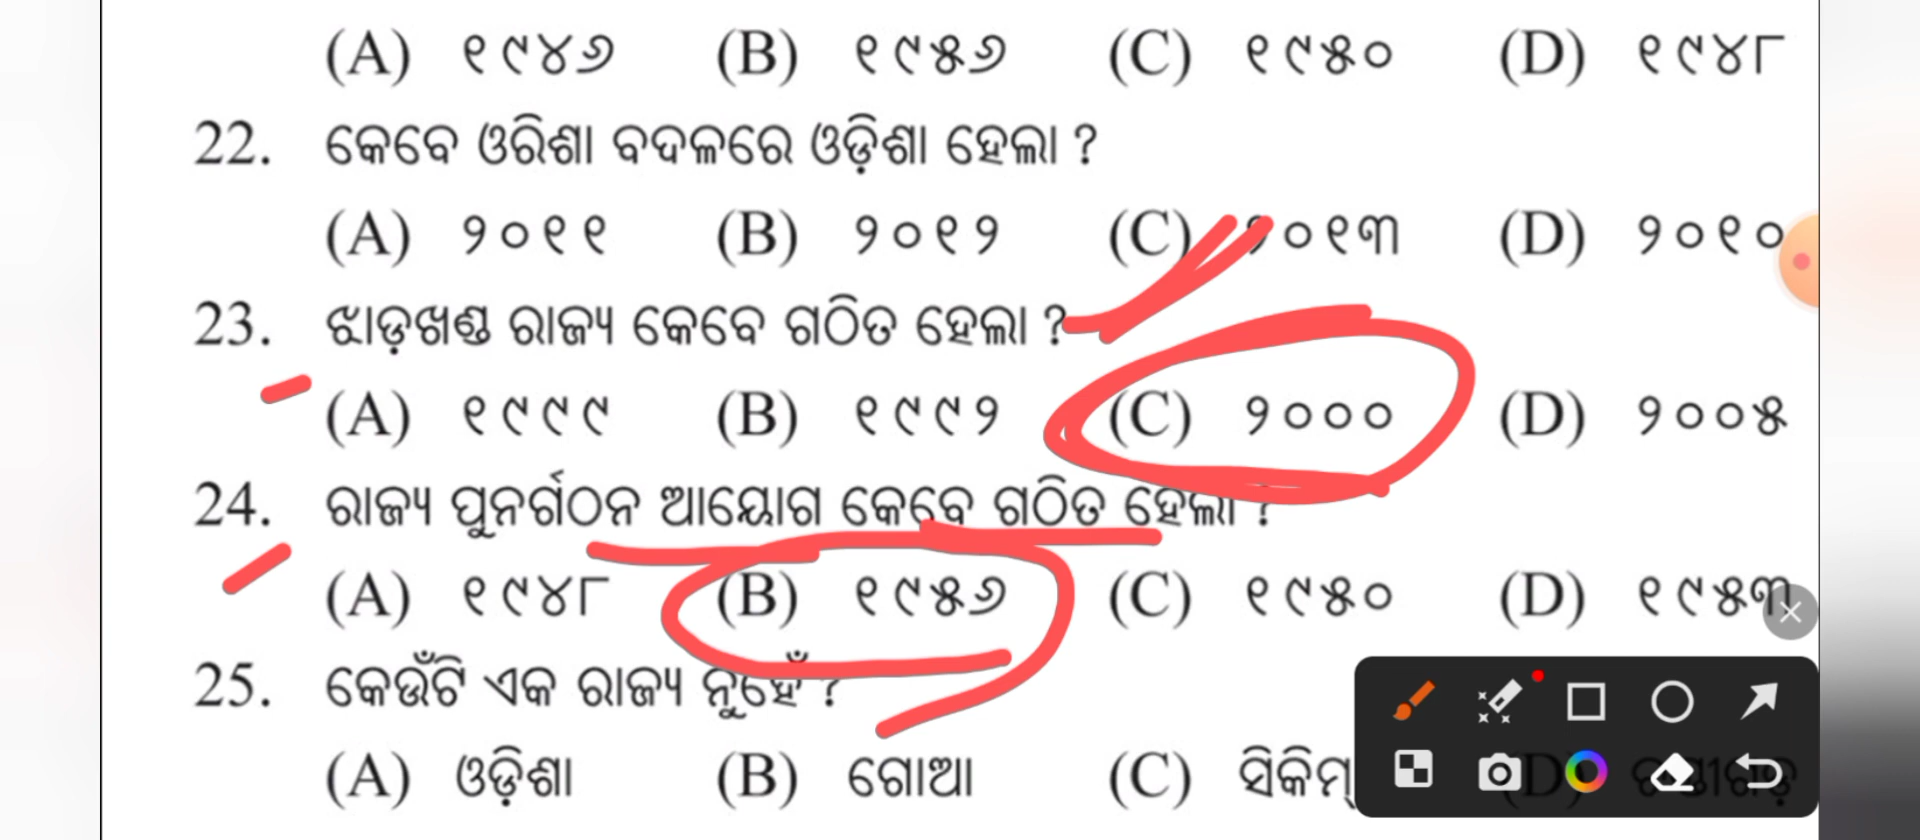 (A) ୧୯୪୬ (B) ୧୯୫୬ (C) ୧୯୫୦ (D) ୧୯୪୮
22. କେବେ ଓରିଶା ବଦଳରେ ଓଡ଼ିଶା ହେଲା ?
(A) ୨୦୧୧ (B) ୨୦୧୨ (C) ୨୦୧୩ (D) ୨୦୧୦
23. ଝାଡ଼ଖଣ୍ଡ ରାଜ୍ୟ କେବେ ଗଠିତ ହେଲା ?
(A) ୧୯୯୯ (B) ୧୯୯୨ (C) ୨୦୦୦ (D) ୨୦୦୫
24. ରାଜ୍ୟ ପୁନର୍ଗଠନ ଆୟୋଗ କେବେ ଗଠିତ ହେଲା ?
(A) ୧୯୪୮ (B) ୧୯୫୬ (C) ୧୯୫୦ (D) ୧୯୫୩
25. କେଉଁଟି ଏକ ରାଜ୍ୟ ନୁହେଁ ?
(A) ଓଡ଼ିଶା (B) ଗୋଆ (C) ସିକିମ୍ (D)